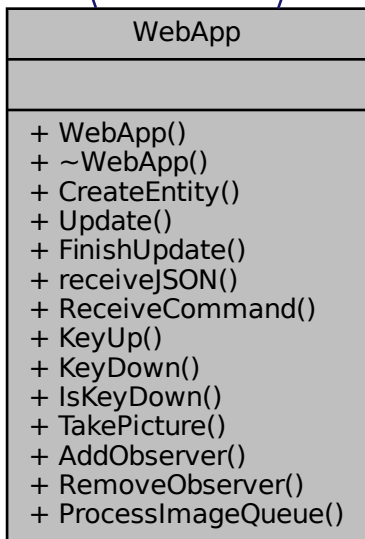 WebApp
+ WebApp()
+ ~WebApp()
+ CreateEntity()
+ Update()
+ FinishUpdate()
+ receiveJSON()
+ ReceiveCommand()
+ KeyUp()
+ KeyDown()
+ IsKeyDown()
+ TakePicture()
+ AddObserver()
+ RemoveObserver()
+ ProcessImageQueue()